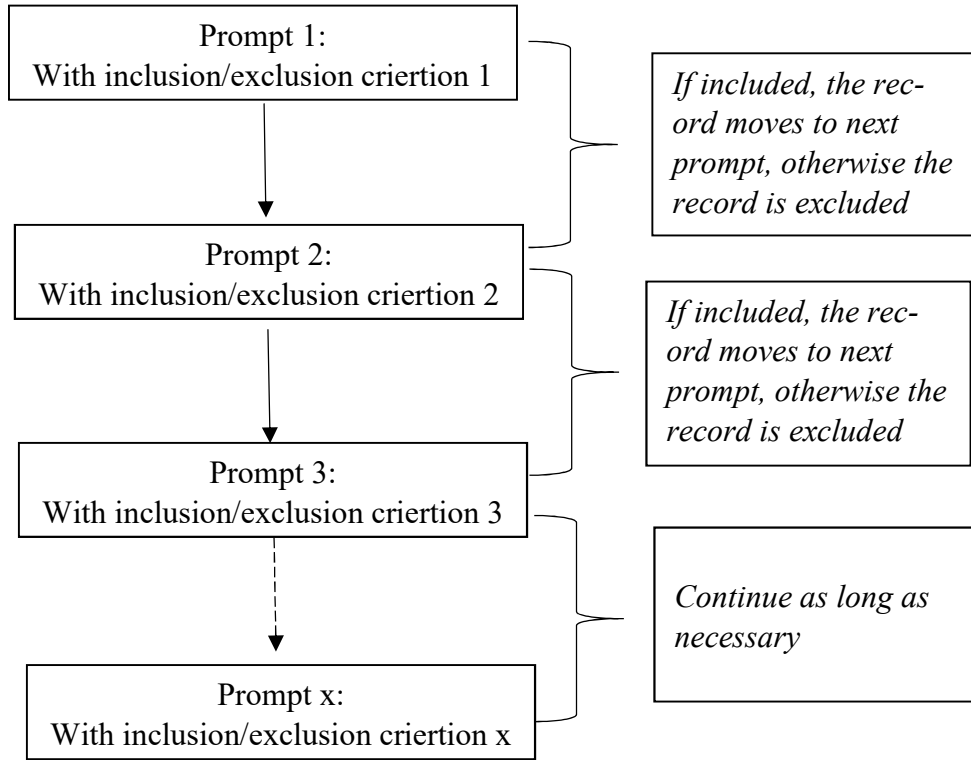 Prompt 1:
With inclusion/exclusion criertion 1
If included, the rec-
ord moves to next
prompt, otherwise the
record is excluded
Prompt 2:
With inclusion/exclusion criertion 2
If included, the rec-
ord moves to next
prompt, otherwise the
record is excluded
Prompt 3:
With inclusion/exclusion criertion 3
Continue as long as
necessary
Prompt x:
With inclusion/exclusion criertion x